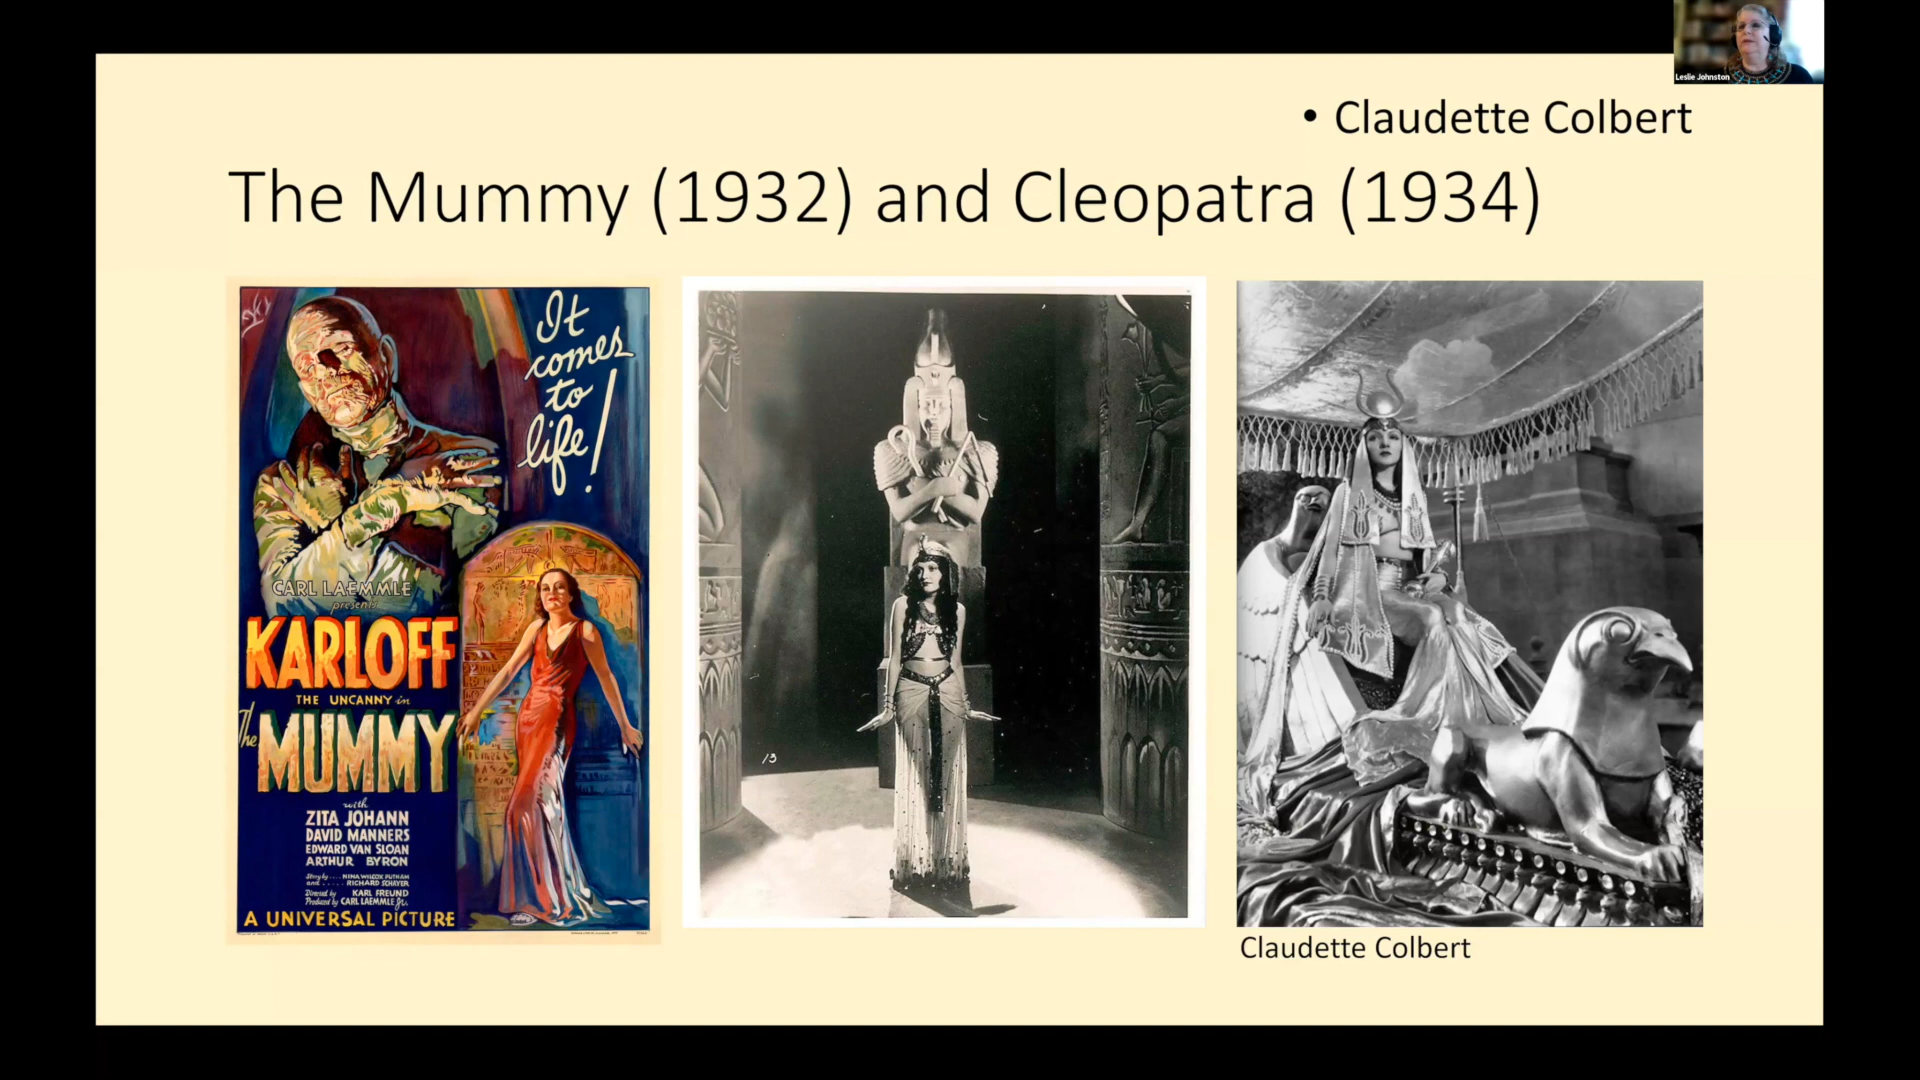 Leslie Johnston
• Claudette Colbert
The Mummy (1932) and Cleopatra (1934)
It
comes
to
life!
CARL LAEMMLE
presents
KARLOFF
THE UNCANNY in
The
MUMMY
with
ZITA JOHANN
DAVID MANNERS
EDWARD VAN SLOAN
ARTHUR BYRON
Story by .... NINA WILCOX PUTNAM
and ..... RICHARD SCHAYER
Directed by KARL FREUND
Produced by CARL LAEMMLE Jr.
A UNIVERSAL PICTURE
13
Claudette Colbert